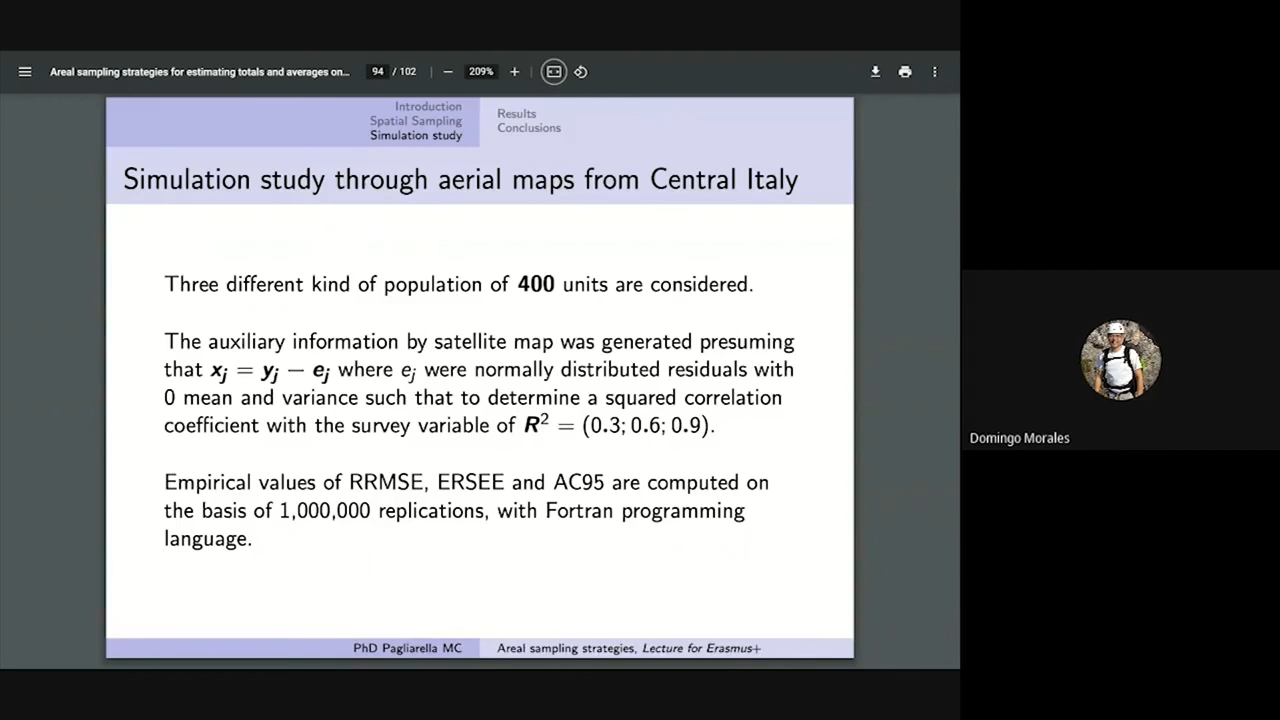 Areal sampling strategies for estimating totals and averages on... 94 / 102 209%
Introduction
Spatial Sampling
Simulation study
Results
Conclusions
Simulation study through aerial maps from Central Italy
Three different kind of population of 400 units are considered.
The auxiliary information by satellite map was generated presuming
that xj = yj − ej where ej were normally distributed residuals with
0 mean and variance such that to determine a squared correlation
coefficient with the survey variable of R² = (0.3; 0.6; 0.9).
Empirical values of RRMSE, ERSEE and AC95 are computed on
the basis of 1,000,000 replications, with Fortran programming
language.
PhD Pagliarella MC
Areal sampling strategies, Lecture for Erasmus+
Domingo Morales